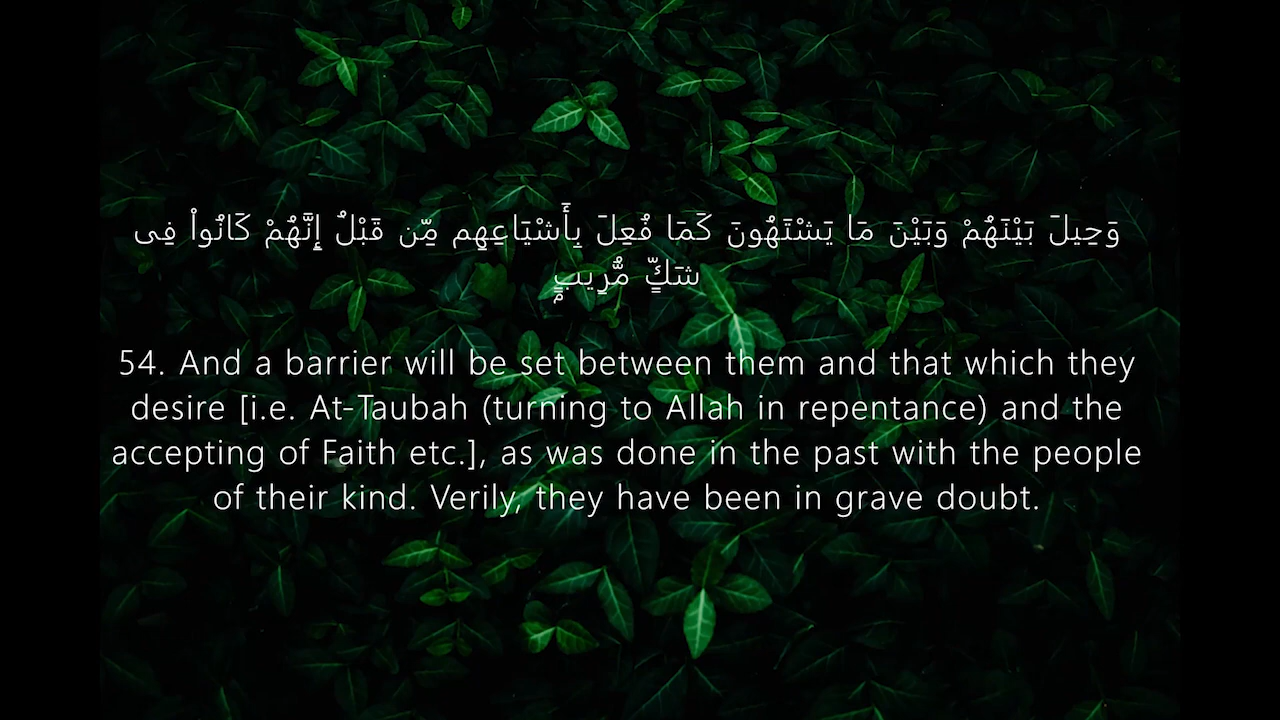 وَحِيلَ بَيْنَهُمْ وَبَيْنَ مَا يَشْتَهُونَ كَمَا فُعِلَ بِأَشْيَاعِهِم مِّن قَبْلُ إِنَّهُمْ كَانُواْ فِى
شَكٍّ مُّرِيبٍۭ
54. And a barrier will be set between them and that which they
desire [i.e. At-Taubah (turning to Allah in repentance) and the
accepting of Faith etc.], as was done in the past with the people
of their kind. Verily, they have been in grave doubt.